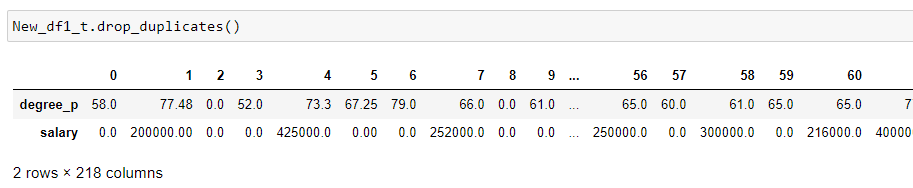 New_df1_t.drop_duplicates()
0 1 2 3 4 5 6 7 8 9 ... 56 57 58 59 60
degree_p 58.0 77.48 0.0 52.0 73.3 67.25 79.0 66.0 0.0 61.0 ... 65.0 60.0 61.0 65.0 65.0 7
salary 0.0 200000.00 0.0 0.0 425000.0 0.00 0.0 252000.0 0.0 0.0 ... 250000.0 0.0 300000.0 0.0 216000.0 40000
2 rows × 218 columns